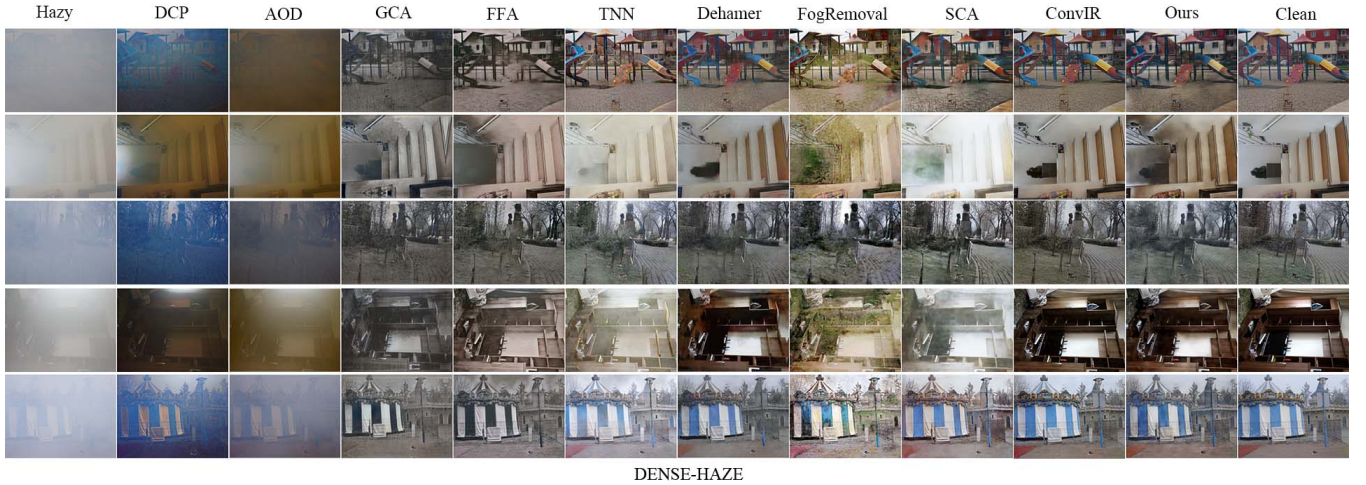 Hazy DCP AOD GCA FFA TNN Dehamer FogRemoval SCA ConvIR Ours Clean
DENSE-HAZE